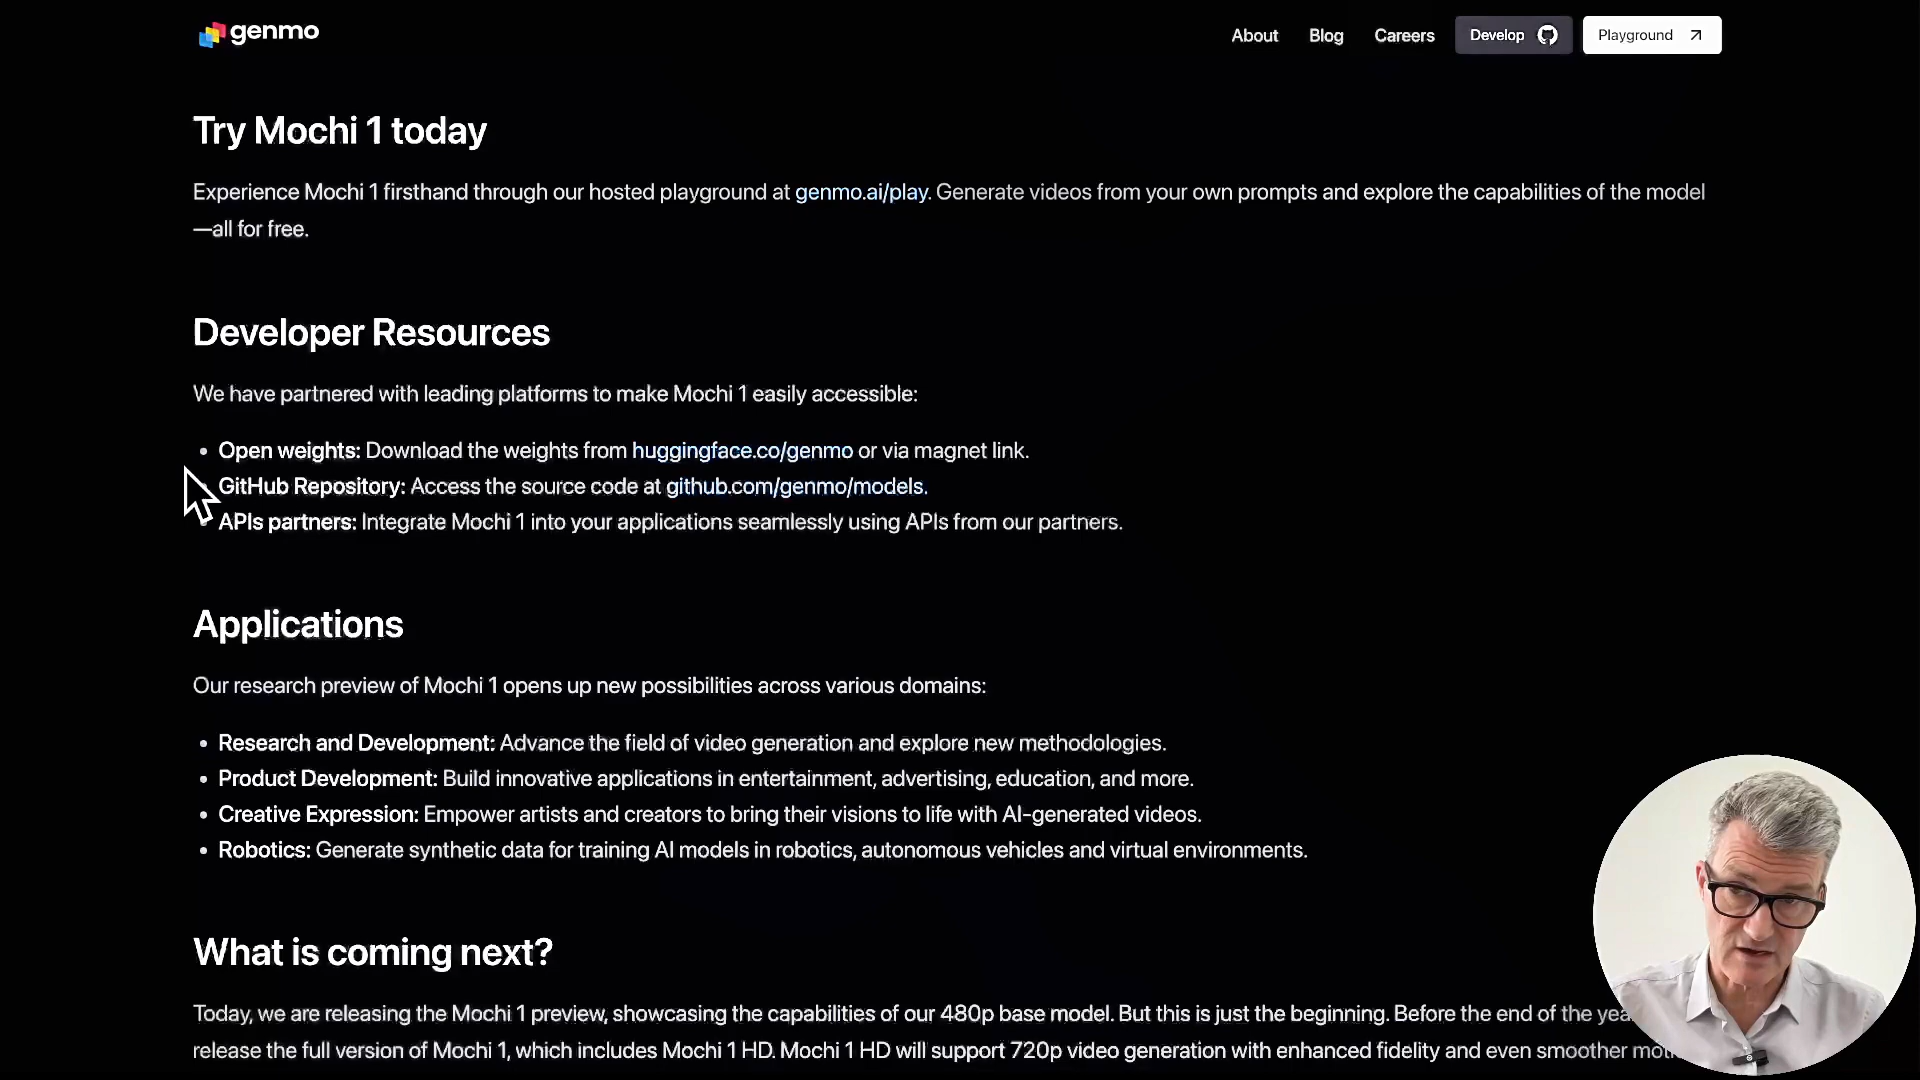 genmo
About Blog Careers Develop Playground
Try Mochi 1 today
Experience Mochi 1 firsthand through our hosted playground at genmo.ai/play. Generate videos from your own prompts and explore the capabilities of the model
—all for free.
Developer Resources
We have partnered with leading platforms to make Mochi 1 easily accessible:
• Open weights: Download the weights from huggingface.co/genmo or via magnet link.
GitHub Repository: Access the source code at github.com/genmo/models.
• APIs partners: Integrate Mochi 1 into your applications seamlessly using APIs from our partners.
Applications
Our research preview of Mochi 1 opens up new possibilities across various domains:
• Research and Development: Advance the field of video generation and explore new methodologies.
• Product Development: Build innovative applications in entertainment, advertising, education, and more.
• Creative Expression: Empower artists and creators to bring their visions to life with AI-generated videos.
• Robotics: Generate synthetic data for training AI models in robotics, autonomous vehicles and virtual environments.
What is coming next?
Today, we are releasing the Mochi 1 preview, showcasing the capabilities of our 480p base model. But this is just the beginning. Before the end of the
release the full version of Mochi 1, which includes Mochi 1 HD. Mochi 1 HD will support 720p video generation with enhanced fidelity and even smoother